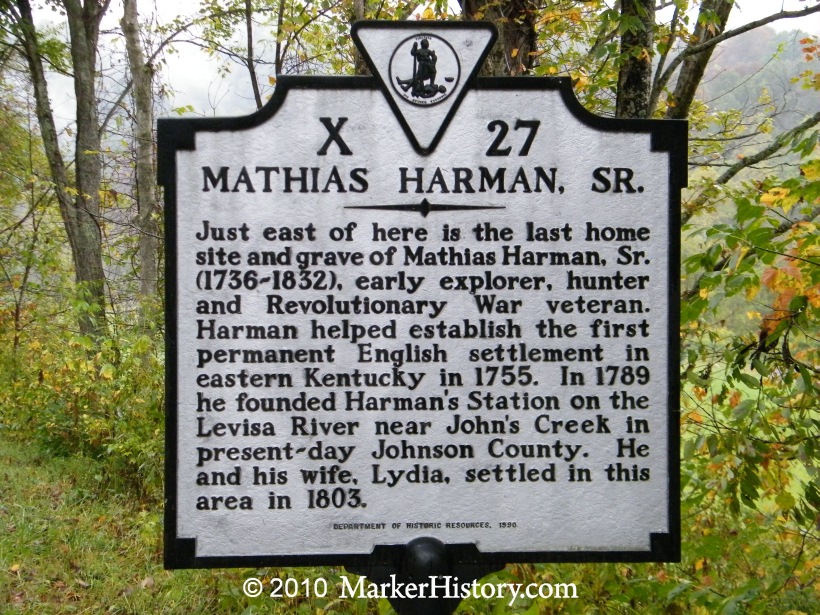 X 27
MATHIAS HARMAN, SR.
Just east of here is the last home
site and grave of Mathias Harman, Sr.
(1736-1832), early explorer, hunter
and Revolutionary War veteran.
Harman helped establish the first
permanent English settlement in
eastern Kentucky in 1755. In 1789
he founded Harman's Station on the
Levisa River near John's Creek in
present-day Johnson County. He
and his wife, Lydia, settled in this
area in 1803.
DEPARTMENT OF HISTORIC RESOURCES, 1990
© 2010 MarkerHistory.com